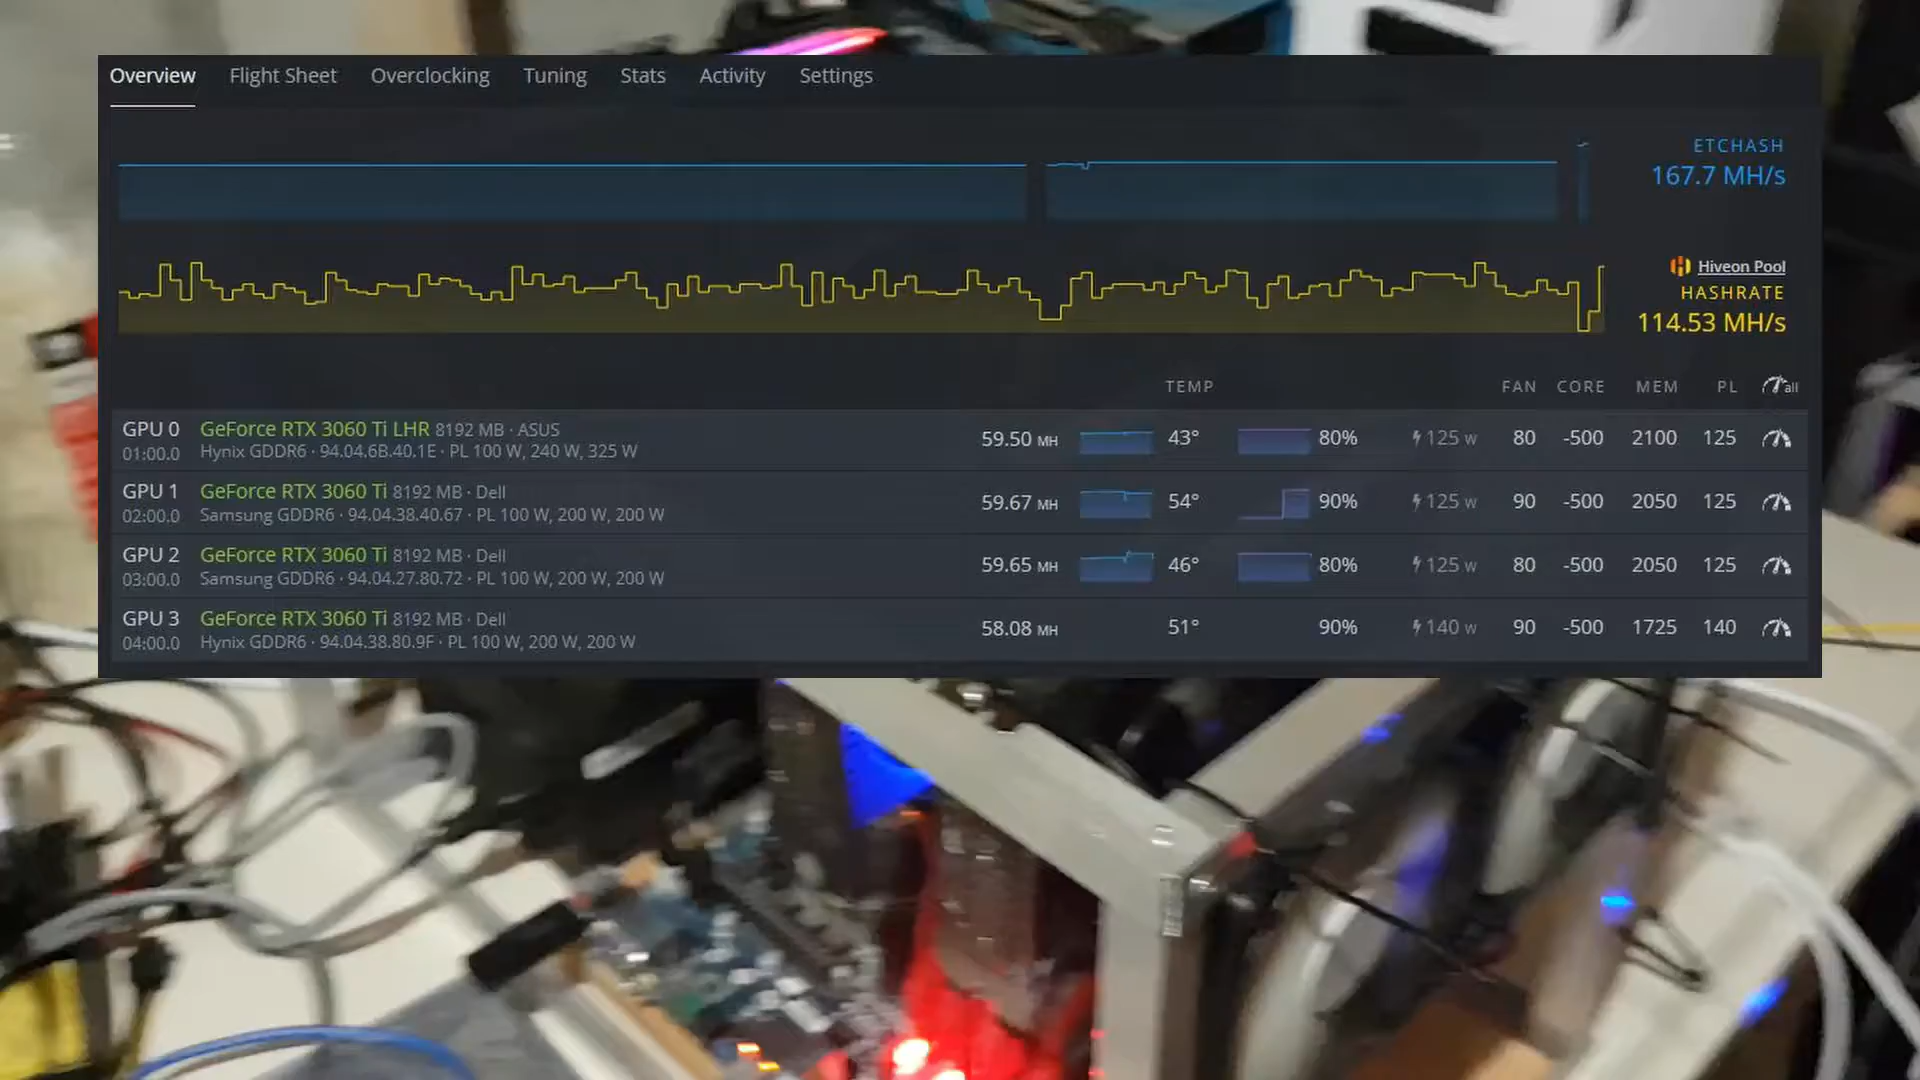 Overview Flight Sheet Overclocking Tuning Stats Activity Settings
ETCHASH
167.7 MH/s
Hiveon Pool
HASHRATE
114.53 MH/s
TEMP FAN CORE MEM PL all
GPU 0 GeForce RTX 3060 Ti LHR 8192 MB · ASUS 59.50 MH 43° 80% 125 W 80 -500 2100 125
01:00.0 Hynix GDDR6 · 94.04.6B.40.1E · PL 100 W, 240 W, 325 W
GPU 1 GeForce RTX 3060 Ti 8192 MB · Dell 59.67 MH 54° 90% 125 W 90 -500 2050 125
02:00.0 Samsung GDDR6 · 94.04.38.40.67 · PL 100 W, 200 W, 200 W
GPU 2 GeForce RTX 3060 Ti 8192 MB · Dell 59.65 MH 46° 80% 125 W 80 -500 2050 125
03:00.0 Samsung GDDR6 · 94.04.27.80.72 · PL 100 W, 200 W, 200 W
GPU 3 GeForce RTX 3060 Ti 8192 MB · Dell 58.08 MH 51° 90% 140 W 90 -500 1725 140
04:00.0 Hynix GDDR6 · 94.04.38.80.9F · PL 100 W, 200 W, 200 W